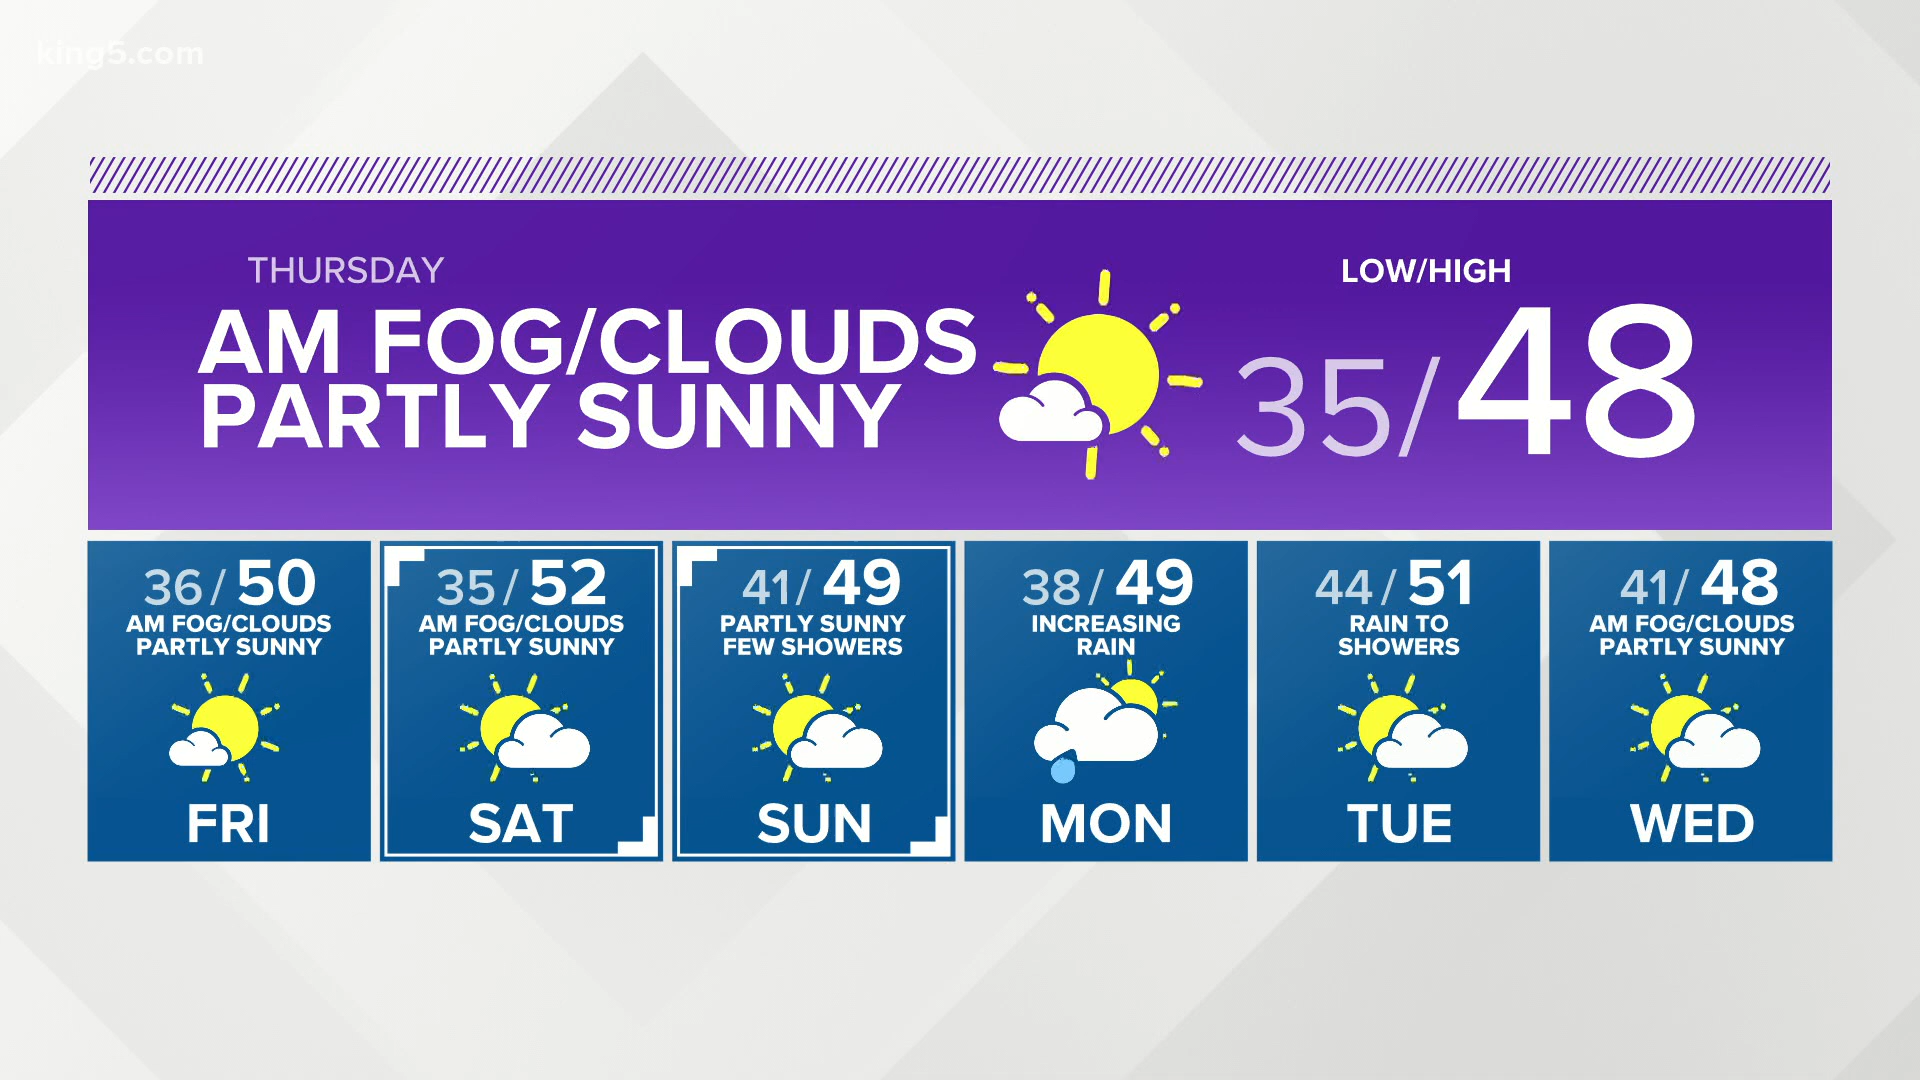 king5.com
THURSDAY
AM FOG/CLOUDS
PARTLY SUNNY
LOW/HIGH
35/48
36/50
AM FOG/CLOUDS
PARTLY SUNNY
FRI
35/52
AM FOG/CLOUDS
PARTLY SUNNY
SAT
41/49
PARTLY SUNNY
FEW SHOWERS
SUN
38/49
INCREASING
RAIN
MON
44/51
RAIN TO
SHOWERS
TUE
41/48
AM FOG/CLOUDS
PARTLY SUNNY
WED